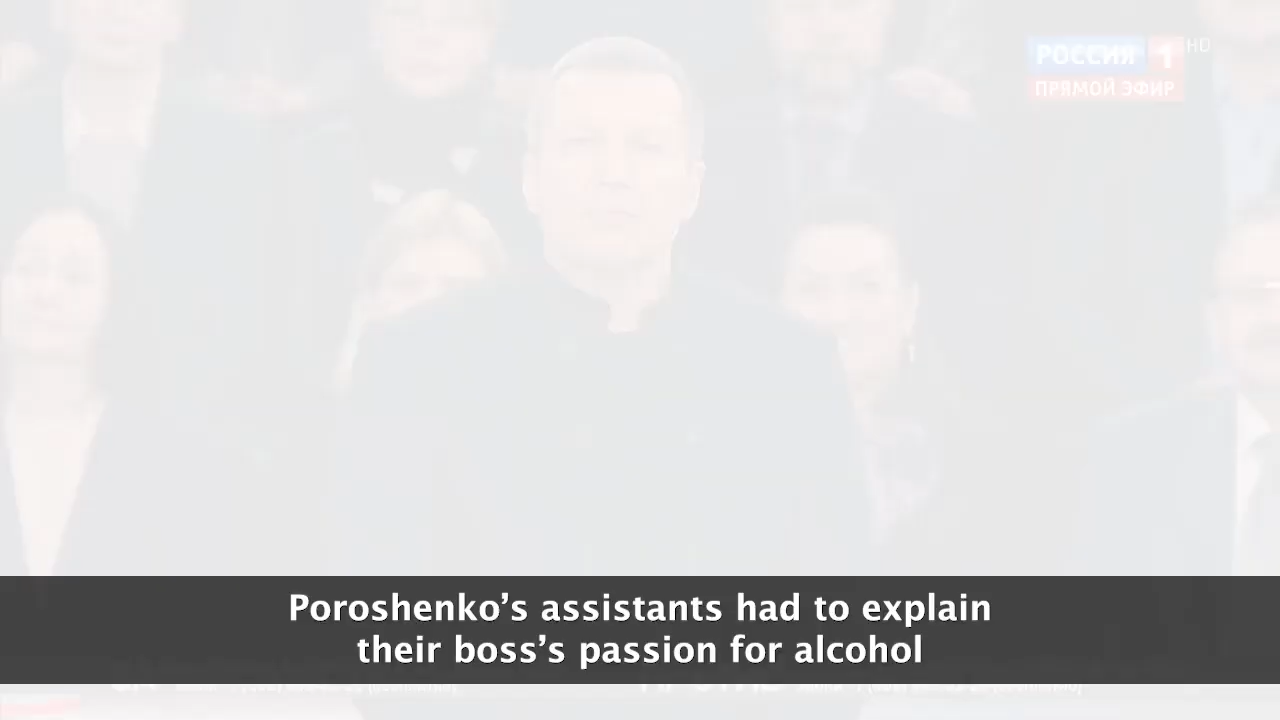 РОССИЯ 1 HD
ПРЯМОЙ ЭФИР
Poroshenko’s assistants had to explain
their boss’s passion for alcohol